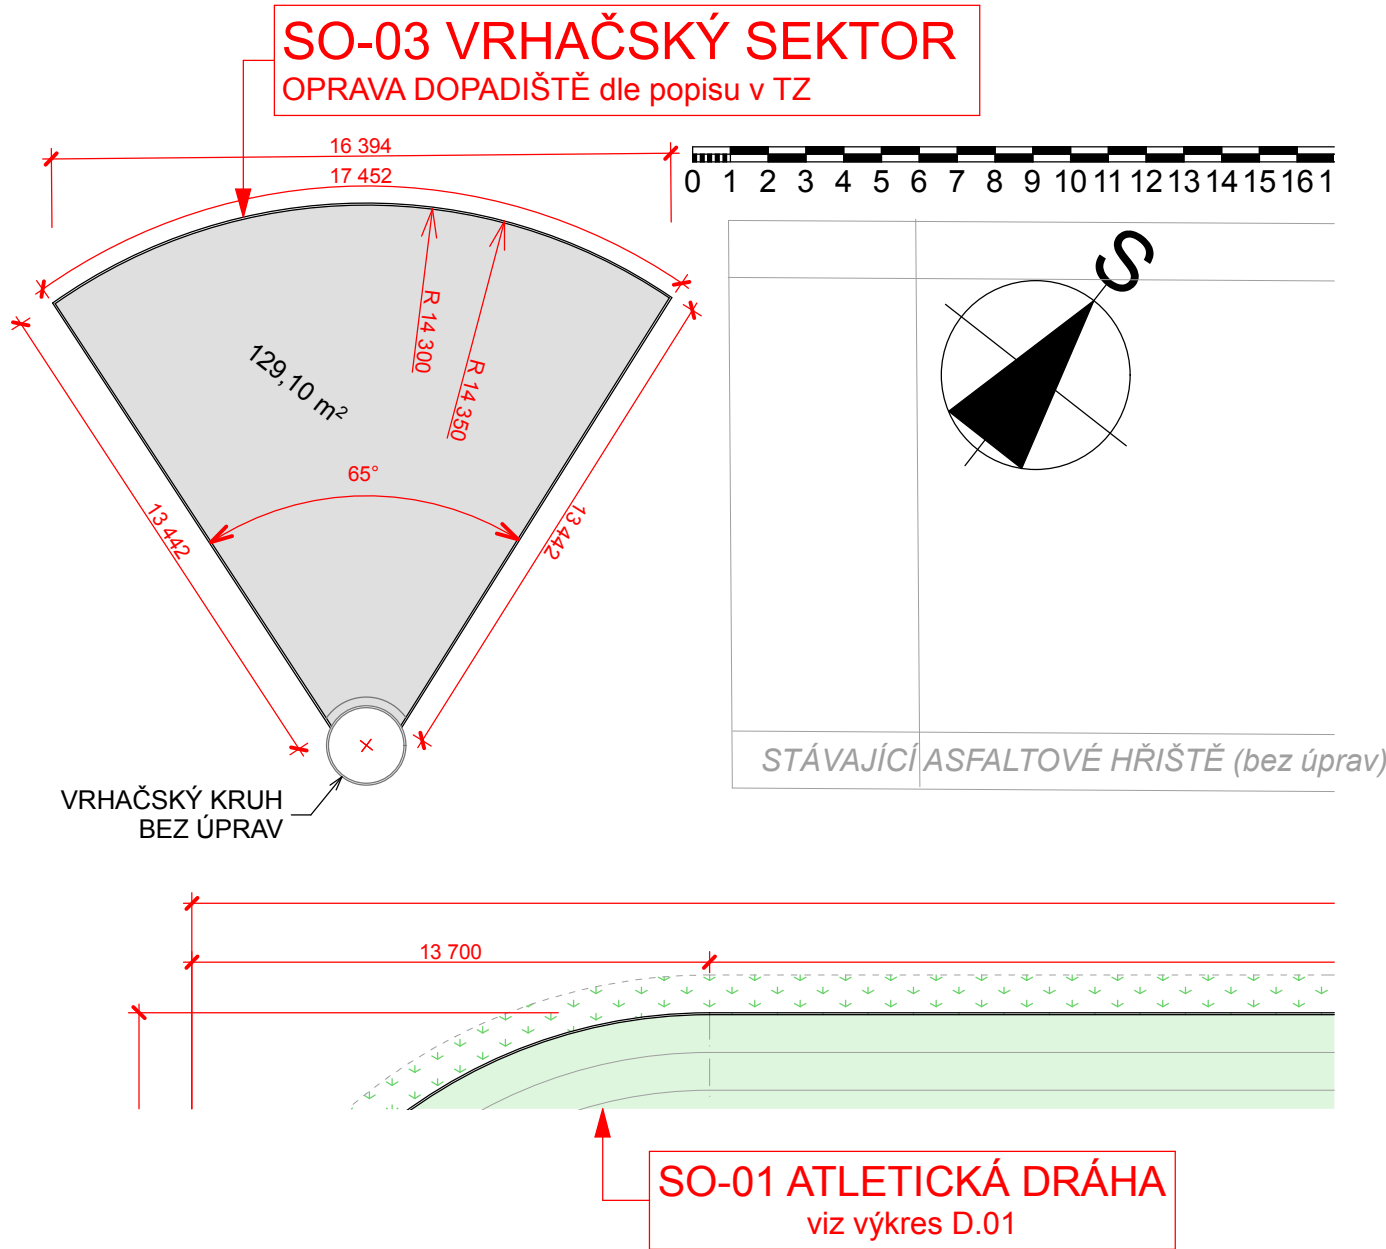 SO-03 VRHAČSKÝ SEKTOR
OPRAVA DOPADIŠTĚ dle popisu v TZ
16 394
17 452
0 1 2 3 4 5 6 7 8 9 10 11 12 13 14 15 16 1
S
R 14 300
R 14 350
129,10 m²
65°
13 442
13 442
STÁVAJÍCÍ ASFALTOVÉ HŘIŠTĚ (bez úprav)
VRHAČSKÝ KRUH
BEZ ÚPRAV
13 700
SO-01 ATLETICKÁ DRÁHA
viz výkres D.01